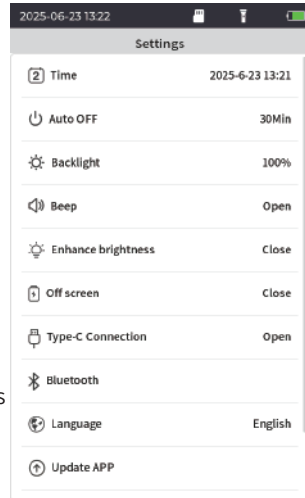 2025-06-23 13:22
Settings
2 Time 2025-6-23 13:21
Auto OFF 30Min
Backlight 100%
Beep Open
Enhance brightness Close
Off screen Close
Type-C Connection Open
Bluetooth
s
Language English
Update APP